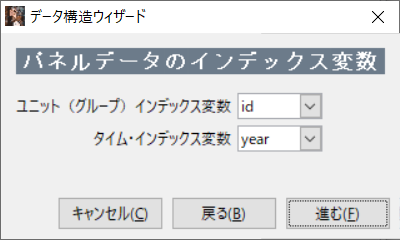 データ構造ウィザード
パネルデータのインデックス変数
ユニット（グループ）インデックス変数 id
タイム・インデックス変数 year
キャンセル(C) 戻る(B) 進む(F)